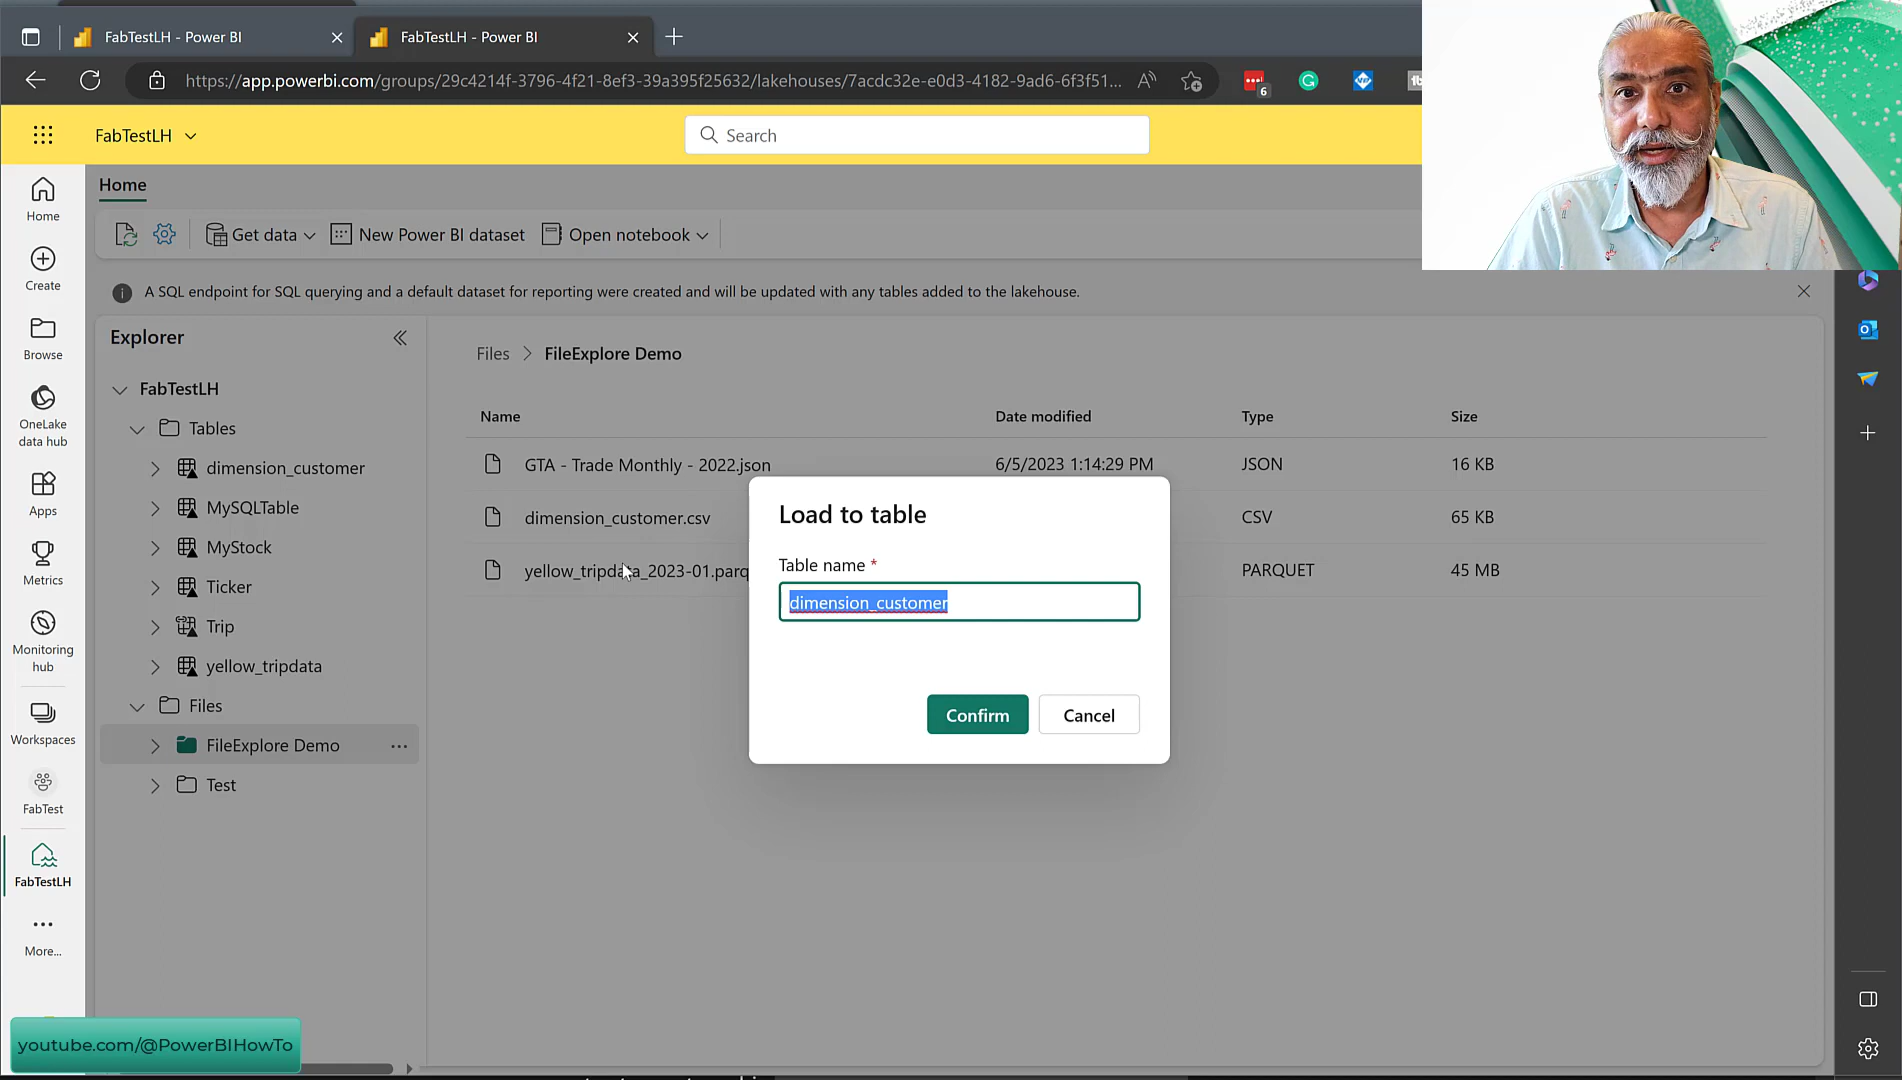 FabTestLH - Power BI
FabTestLH - Power BI
https://app.powerbi.com/groups/29c4214f-3796-4f21-8ef3-39a395f25632/lakehouses/7acdc32e-e0d3-4182-9ad6-6f3f51...
6
FabTestLH
Search
Home
Get data
New Power BI dataset
Open notebook
A SQL endpoint for SQL querying and a default dataset for reporting were created and will be updated with any tables added to the lakehouse.
Home
Create
Browse
OneLake
data hub
Apps
Metrics
Monitoring
hub
Workspaces
FabTest
FabTestLH
More...
Explorer
FabTestLH
Tables
dimension_customer
MySQLTable
MyStock
Ticker
Trip
yellow_tripdata
Files
FileExplore Demo
Test
Files > FileExplore Demo
Name Date modified Type Size
GTA - Trade Monthly - 2022.json 6/5/2023 1:14:29 PM JSON 16 KB
dimension_customer.csv CSV 65 KB
yellow_tripdata_2023-01.parq PARQUET 45 MB
Load to table
Table name *
dimension_customer
Confirm Cancel
youtube.com/@PowerBIHowTo